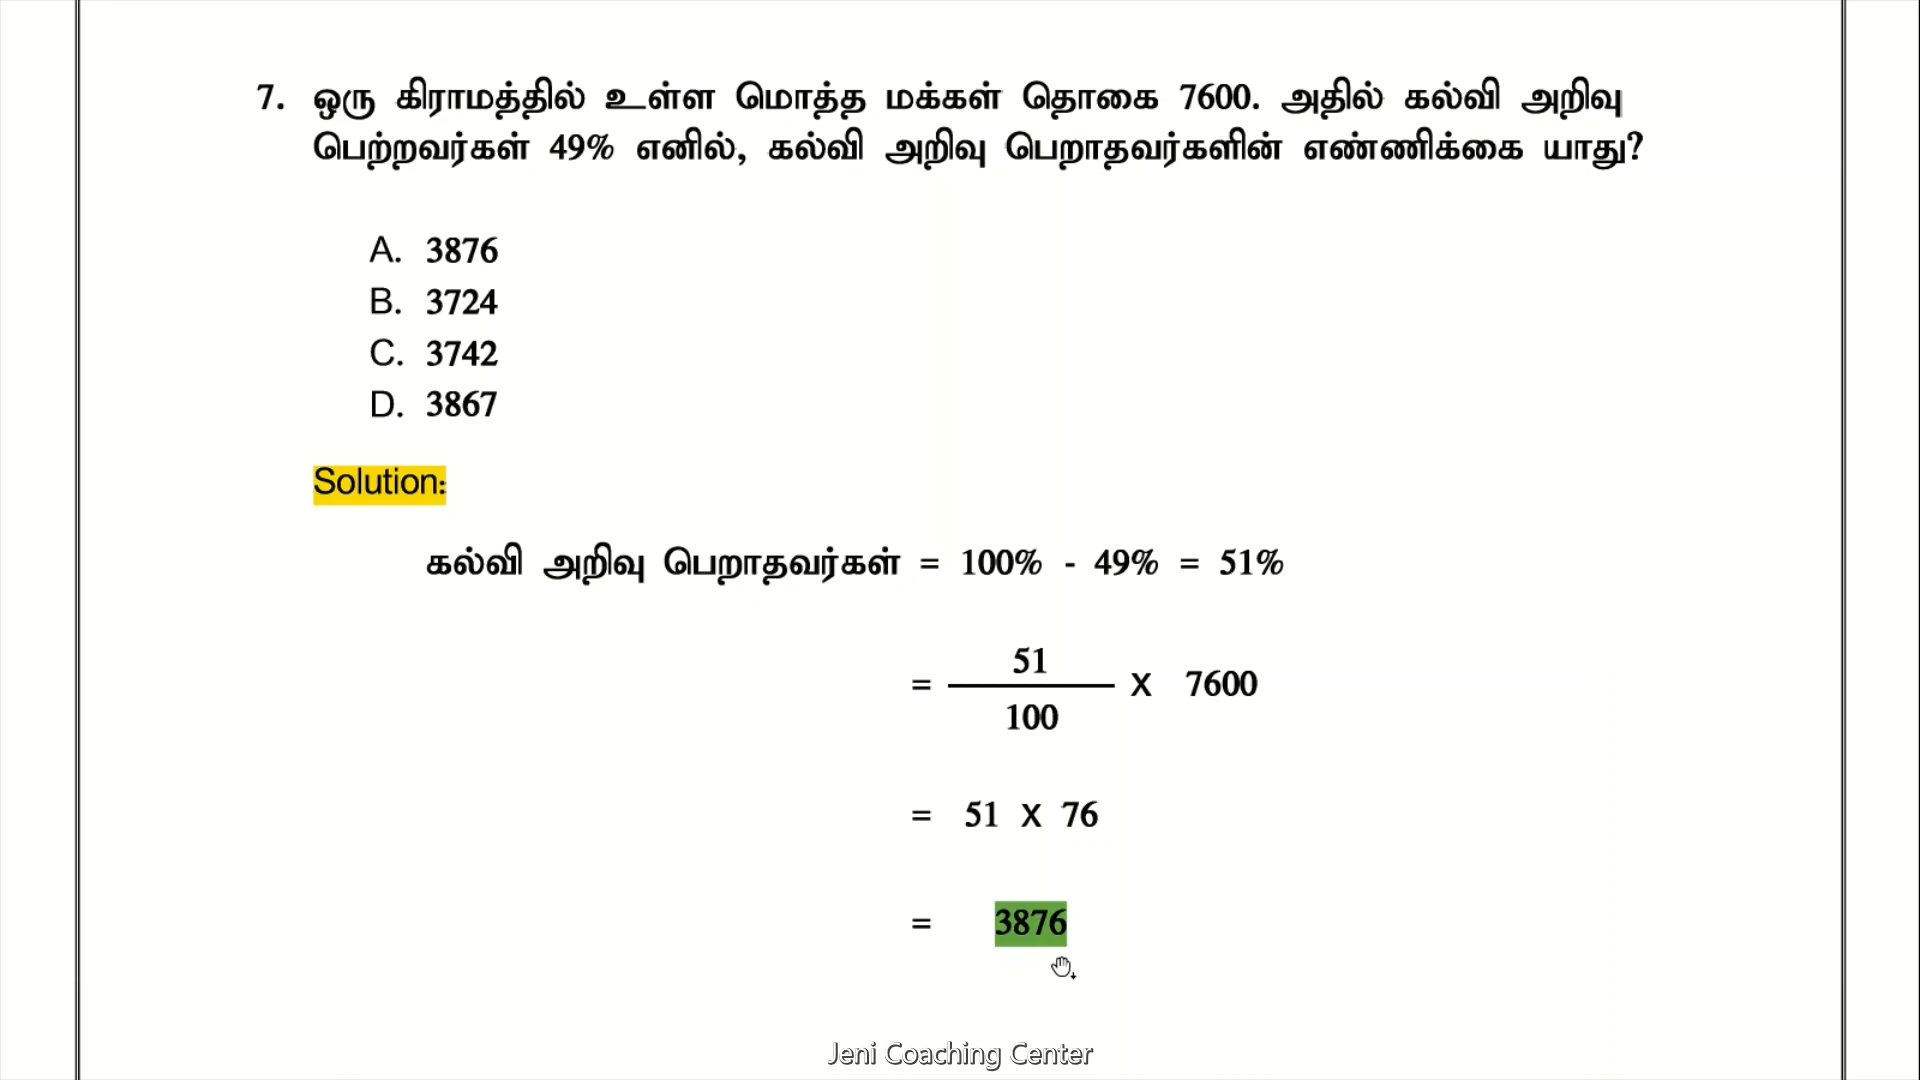 7. ஒரு கிராமத்தில் உள்ள மொத்த மக்கள் தொகை 7600. அதில் கல்வி அறிவு
பெற்றவர்கள் 49% எனில், கல்வி அறிவு பெறாதவர்களின் எண்ணிக்கை யாது?
A. 3876
B. 3724
C. 3742
D. 3867
Solution:
கல்வி அறிவு பெறாதவர்கள் = 100% - 49% = 51%
51
= X 7600
100
= 51 X 76
= 3876
Jeni Coaching Center